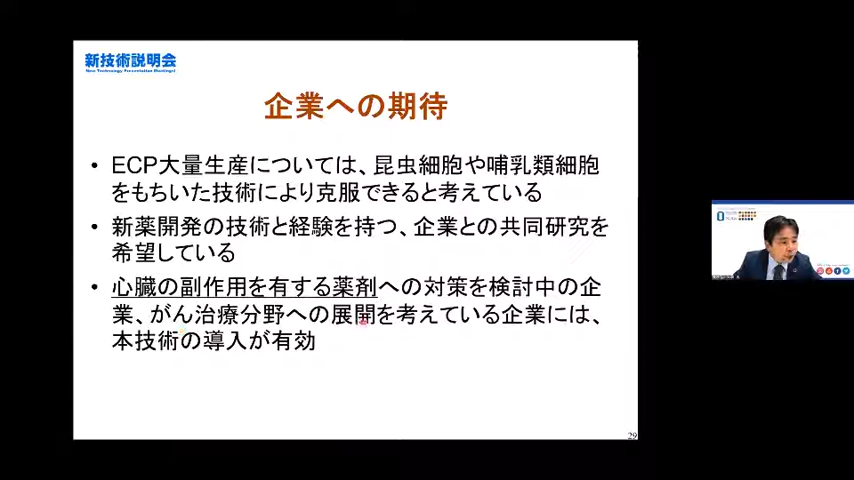 新技術説明会
New Technology Presentation Meetings!
企業への期待
• ECP大量生産については、昆虫細胞や哺乳類細胞
をもちいた技術により克服できると考えている
• 新薬開発の技術と経験を持つ、企業との共同研究を
希望している
• 心臓の副作用を有する薬剤への対策を検討中の企
業、がん治療分野への展開を考えている企業には、
本技術の導入が有効
29